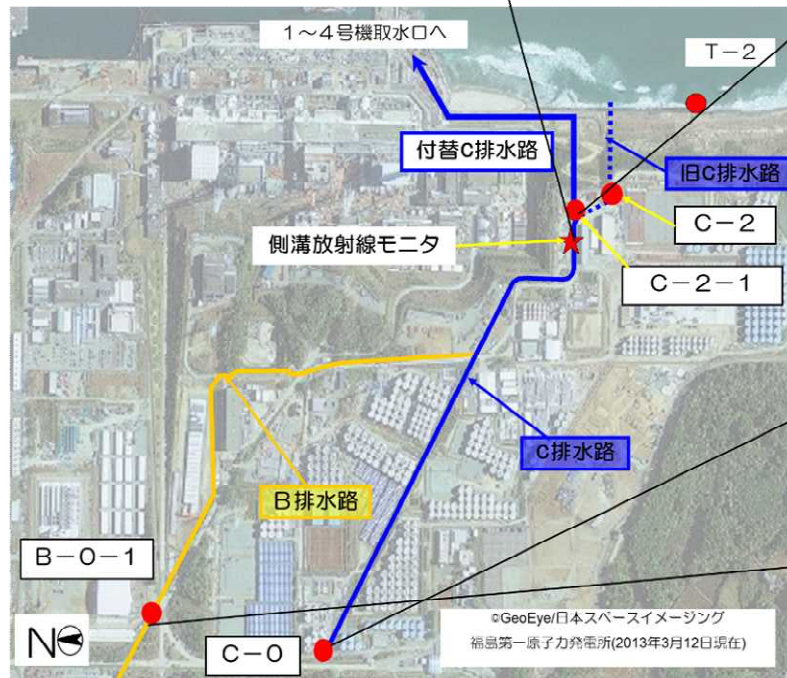 1～4号機取水口へ
T－2
付替C排水路
旧C排水路
C－2
側溝放射線モニタ
C－2－1
C排水路
B排水路
B－0－1
C－0
N
©GeoEye/日本スペースイメージング
福島第一原子力発電所(2013年3月12日現在)